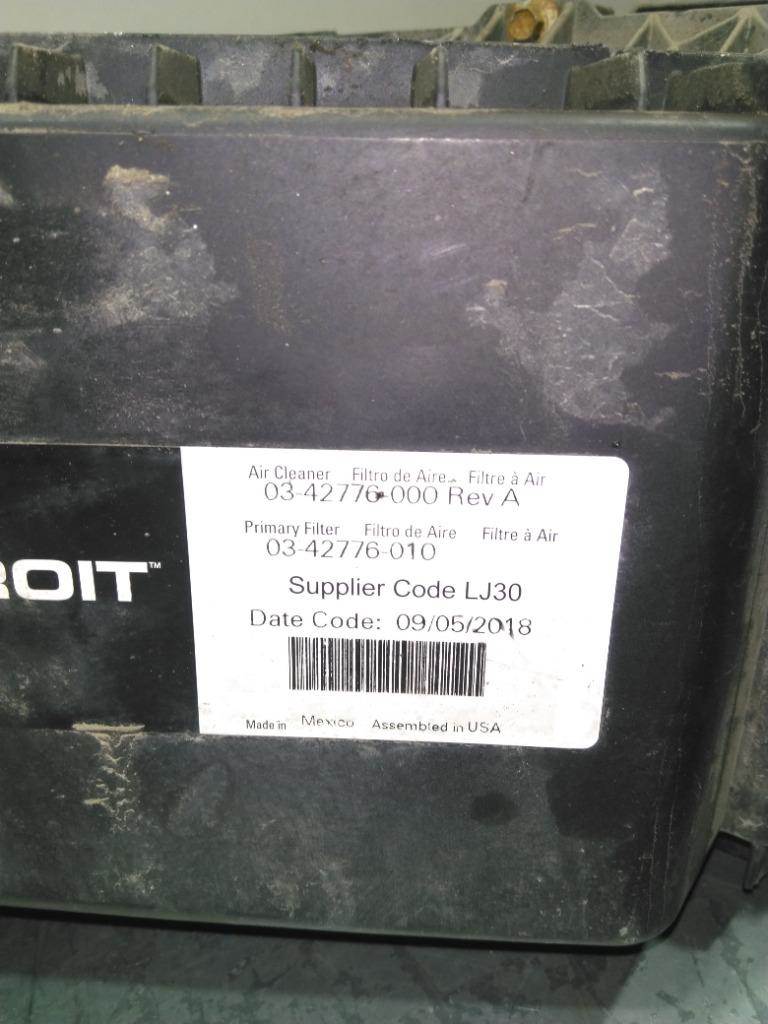 Air Cleaner Filtro de Aire Filtre à Air
03-42776-000 Rev A
Primary Filter Filtro de Aire Filtre à Air
03-42776-010
ROIT™
Supplier Code LJ30
Date Code: 09/05/2018
Made in Mexico Assembled in USA